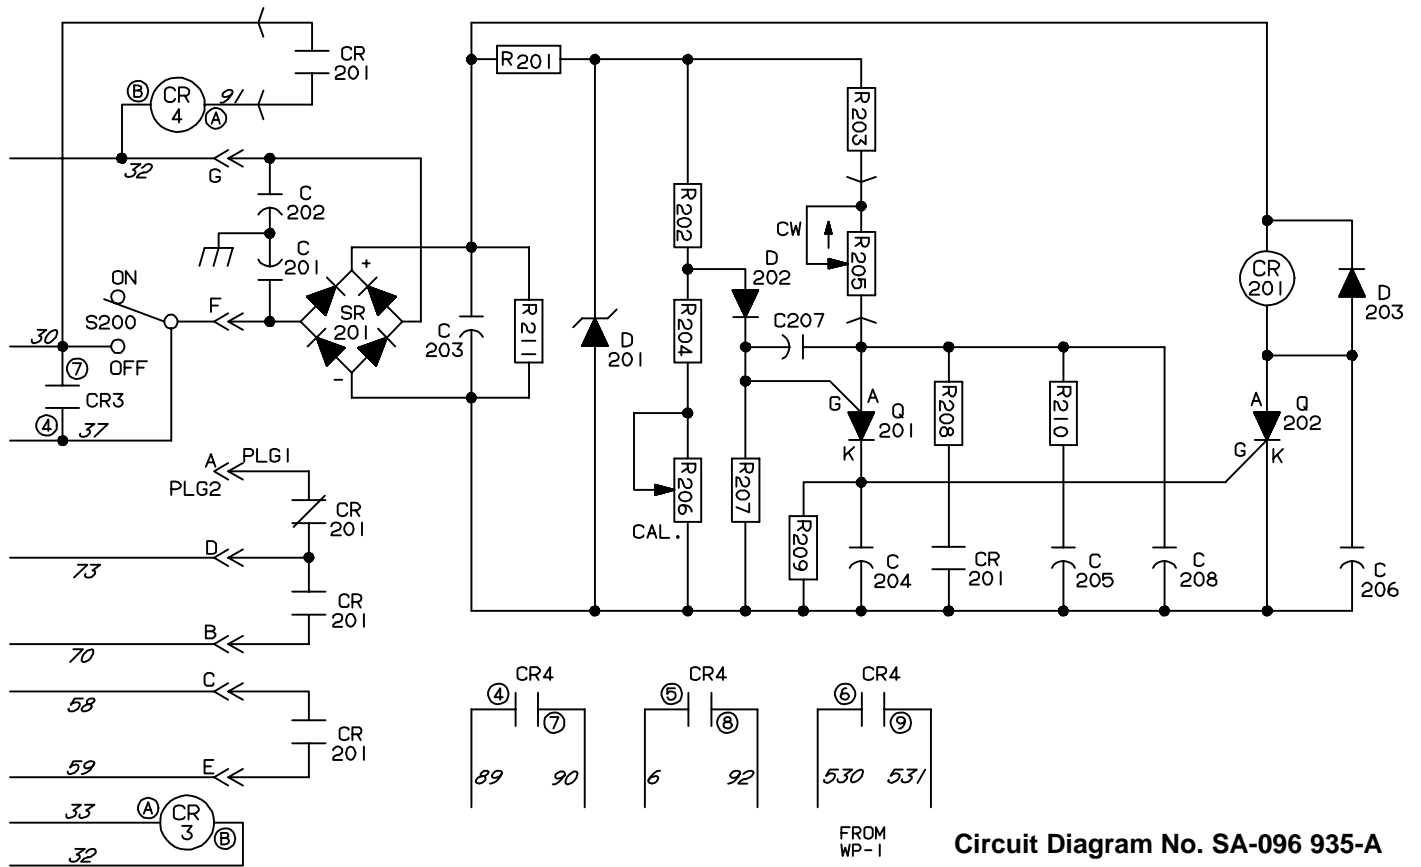 CR
201
B
CR
4
91
A
32
G
C
202
C
201
ON
S200
OFF
F
30
7
CR3
4
37
+
SR
201
-
R201
C
203
R211
D
201
R202
R204
R206
CAL.
D
202
C207
R207
R203
CW
R205
G
A
Q
201
K
R209
C
204
R208
CR
201
R210
C
205
C
208
CR
201
D
203
A
Q
202
G
K
C
206
A
PLG1
PLG2
CR
201
D
73
CR
201
B
70
C
58
CR
201
59
E
33
A
CR
3
B
32
CR4
4
7
89
90
CR4
5
8
6
92
CR4
6
9
530
531
FROM
WP-1
Circuit Diagram No. SA-096 935-A